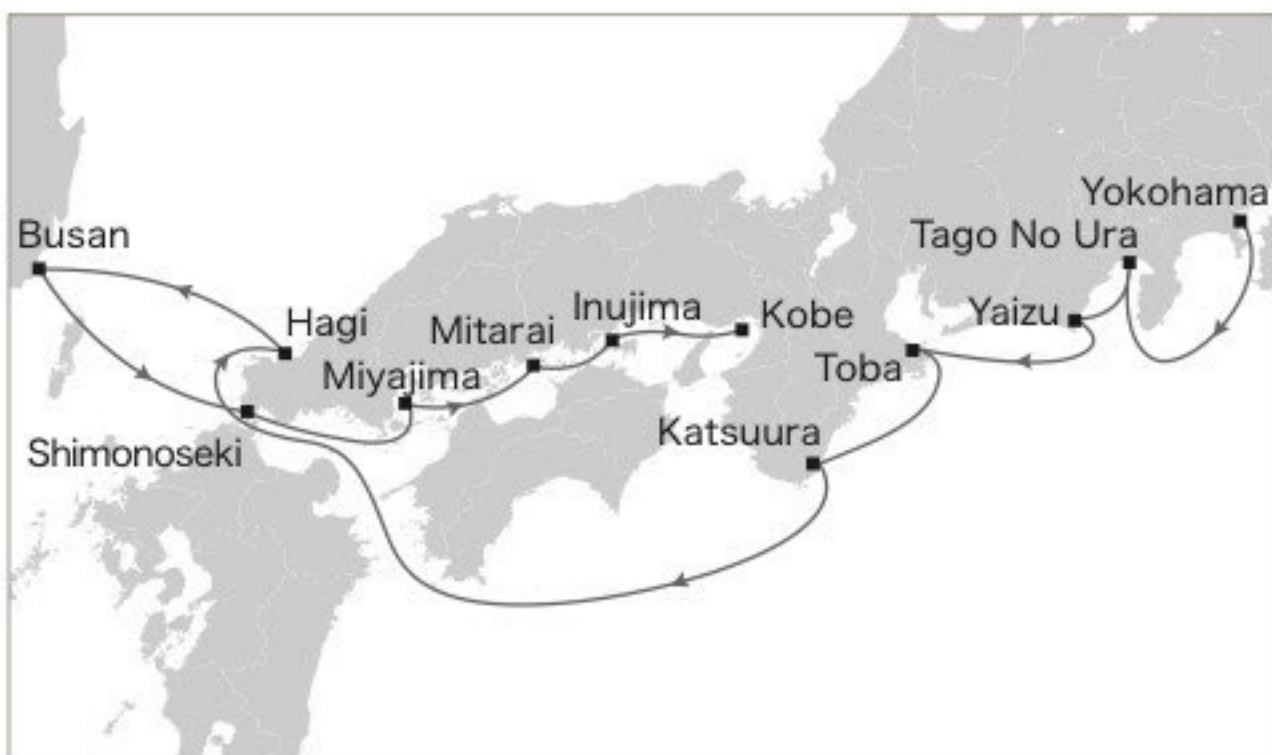 Yokohama
Busan
Tago No Ura
Hagi
Mitarai
Inujima
Kobe
Yaizu
Miyajima
Toba
Katsuura
Shimonoseki